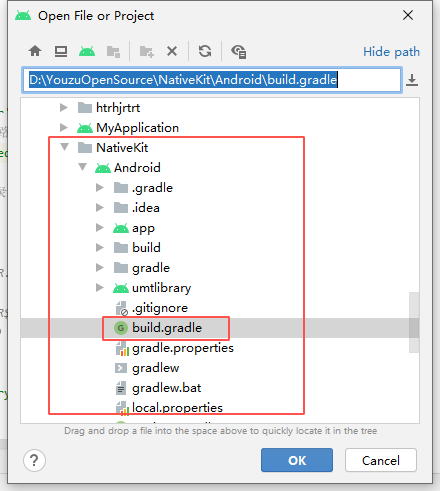 Open File or Project
Hide path
D:\YouzuOpenSource\NativeKit\Android\build.gradle
htrhjrtrt
MyApplication
NativeKit
Android
.gradle
.idea
app
build
gradle
umtlibrary
.gitignore
build.gradle
gradle.properties
gradlew
gradlew.bat
local.properties
Drag and drop a file into the space above to quickly locate it in the tree
?
OK
Cancel